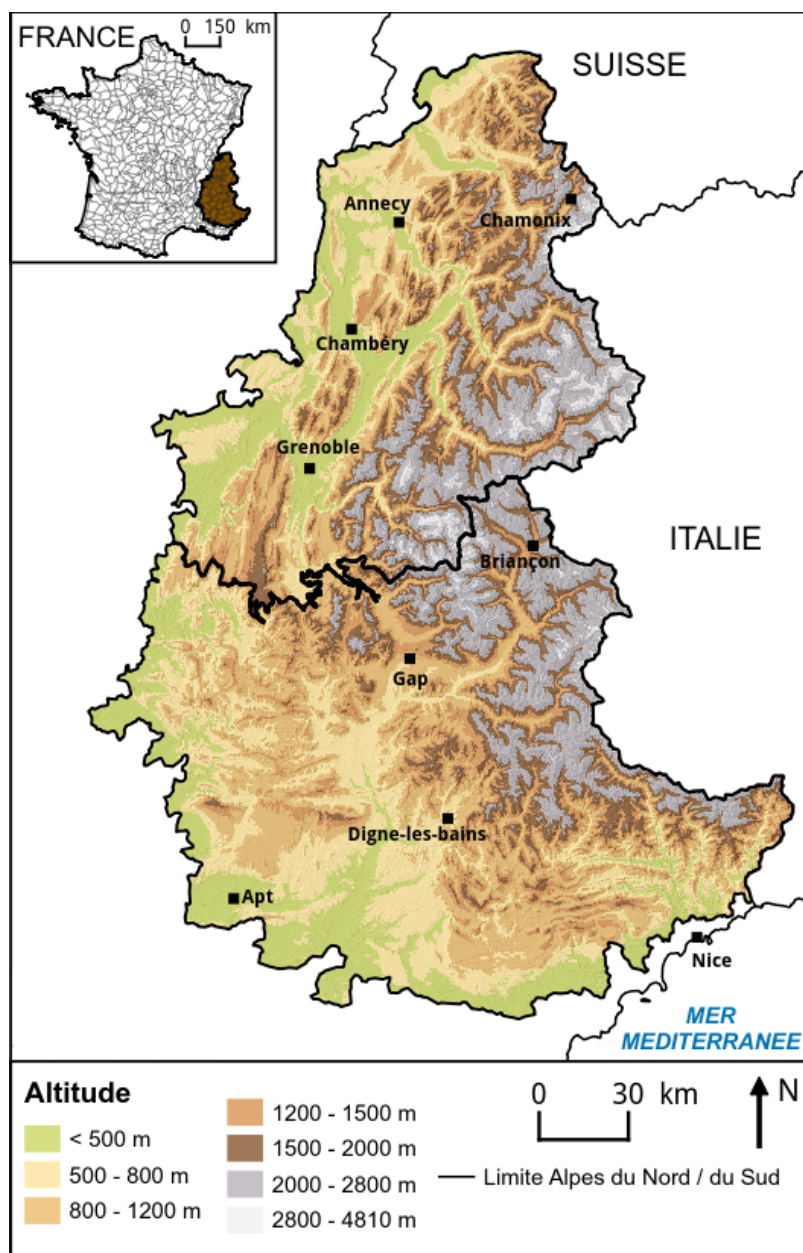 FRANCE
0 150 km
SUISSE
Annecy
Chamonix
Chambéry
Grenoble
ITALIE
Briançon
Gap
Digne-les-bains
Apt
Nice
MER
MEDITERRANEE
Altitude
< 500 m
500 - 800 m
800 - 1200 m
1200 - 1500 m
1500 - 2000 m
2000 - 2800 m
2800 - 4810 m
0 30 km
N
Limite Alpes du Nord / du Sud